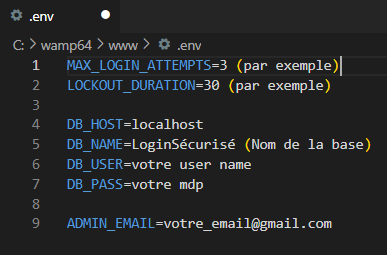 .env
C: > wamp64 > www > .env
1 MAX_LOGIN_ATTEMPTS=3 (par exemple)
2 LOCKOUT_DURATION=30 (par exemple)
3
4 DB_HOST=localhost
5 DB_NAME=LoginSécurisé (Nom de la base)
6 DB_USER=votre user name
7 DB_PASS=votre mdp
8
9 ADMIN_EMAIL=votre_email@gmail.com